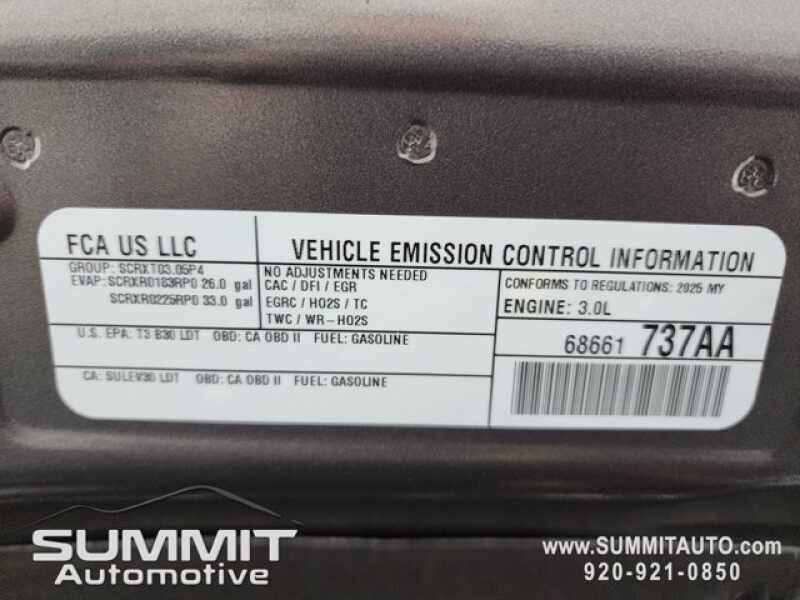 FCA US LLC
GROUP: SCRXT03.05P4
EVAP: SCRXR0183RP0 26.0 gal
SCRXR0225RP0 33.0 gal
VEHICLE EMISSION CONTROL INFORMATION
NO ADJUSTMENTS NEEDED
CAC / DFI / EGR
EGRC / HO2S / TC
TWC / WR-HO2S
CONFORMS TO REGULATIONS: 2025 MY
ENGINE: 3.0L
U.S. EPA: T3 B30 LDT OBD: CA OBD II FUEL: GASOLINE
68661 737AA
CA: SULEV30 LDT OBD: CA OBD II FUEL: GASOLINE
SUMMIT
Automotive
www.SUMMITAUTO.com
920-921-0850